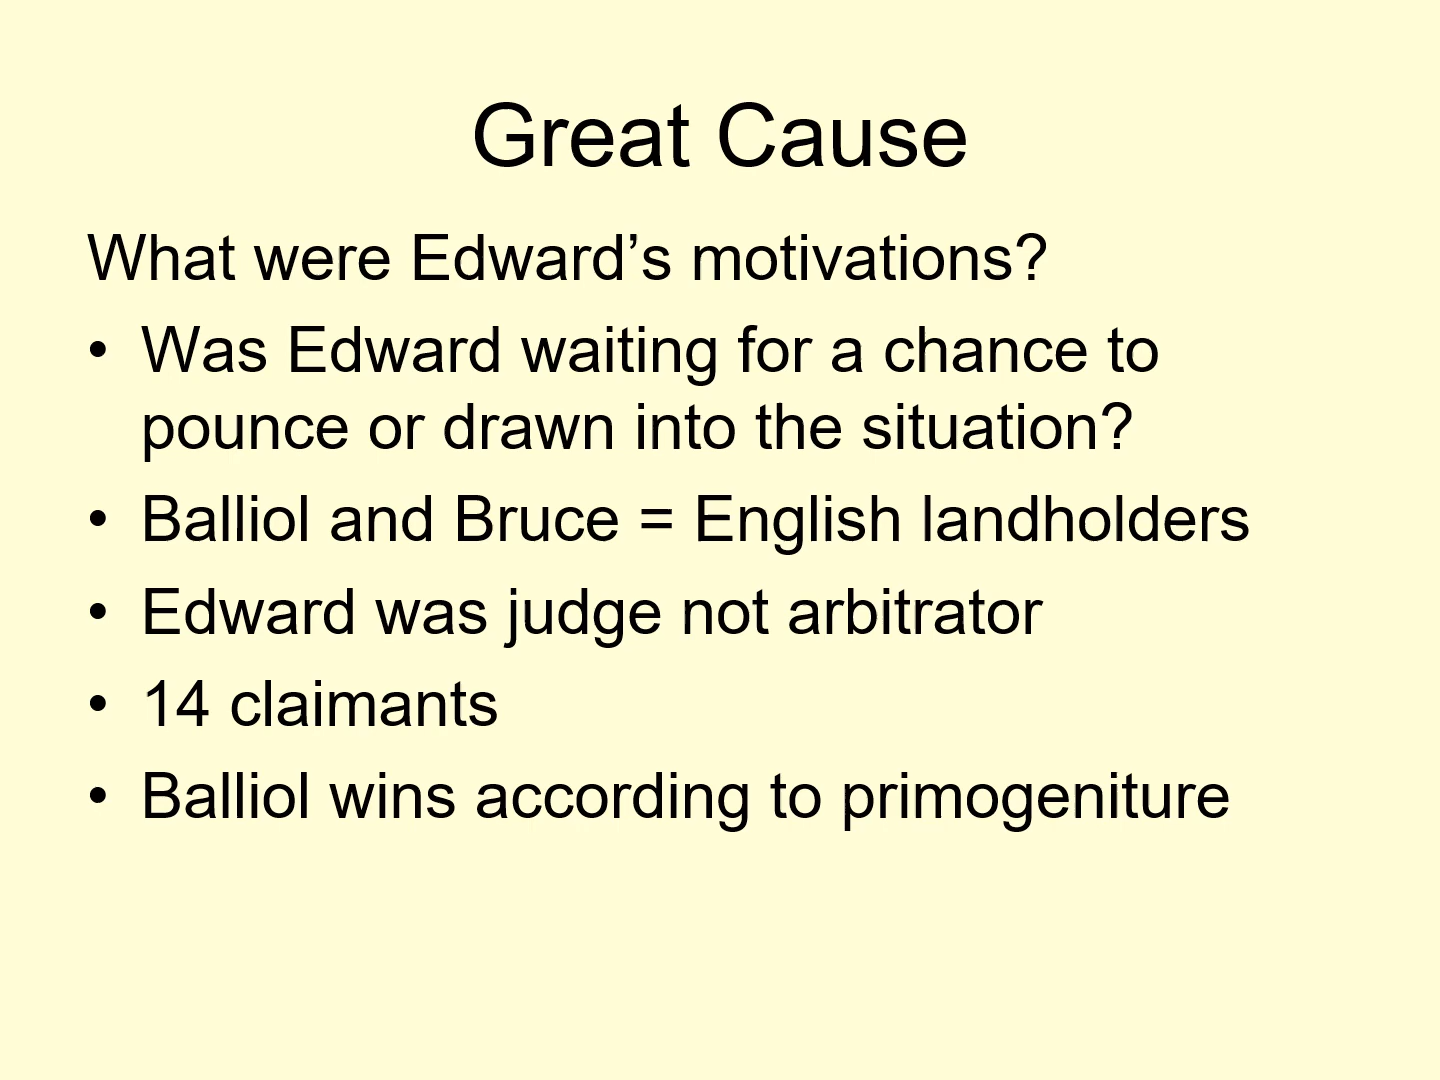 Great Cause
What were Edward’s motivations?
• Was Edward waiting for a chance to
pounce or drawn into the situation?
• Balliol and Bruce = English landholders
• Edward was judge not arbitrator
• 14 claimants
• Balliol wins according to primogeniture